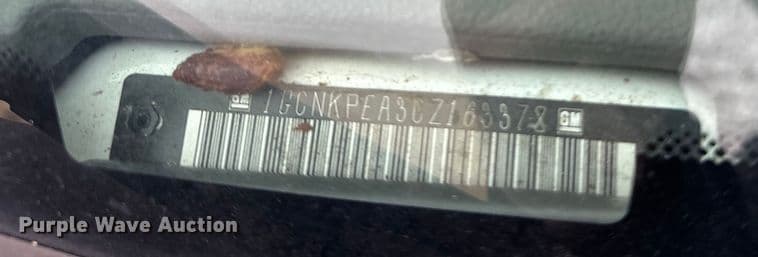 GM 1GCNKPEA3CZ163378 GM
Purple Wave Auction